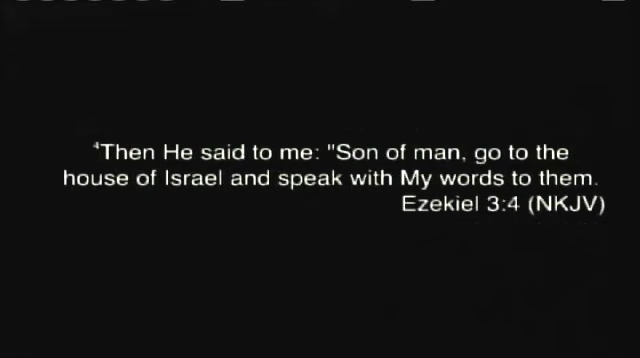 ⁴Then He said to me: "Son of man, go to the
house of Israel and speak with My words to them.
Ezekiel 3:4 (NKJV)